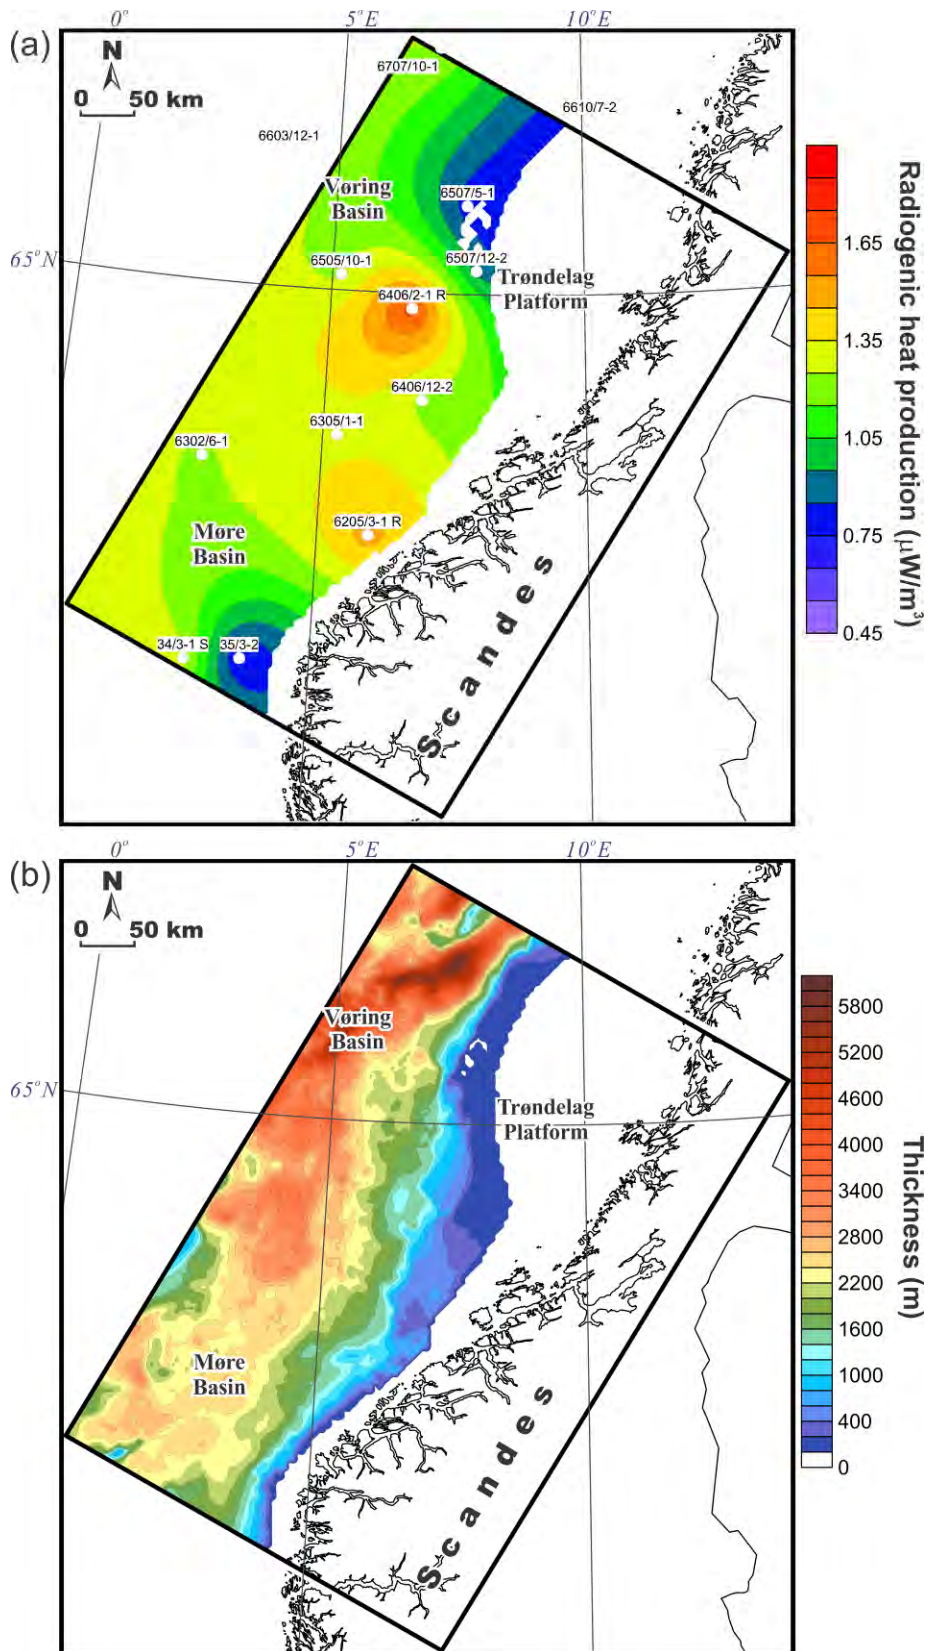 0° 5°E 10°E
(a)
N
0 50 km
6707/10-1
6610/7-2
6603/12-1
Vøring
Basin
6507/5-1
65°N
6505/10-1
6507/12-2
Trøndelag
Platform
6406/2-1 R
6406/12-2
6305/1-1
6302/6-1
6205/3-1 R
Møre
Basin
34/3-1 S
35/3-2
Scandes
1.65
1.35
1.05
0.75
0.45
Radiogenic heat production (µW/m³)
0° 5°E 10°E
(b)
N
0 50 km
Vøring
Basin
65°N
Trøndelag
Platform
Møre
Basin
Scandes
5800
5200
4600
4000
3400
2800
2200
1600
1000
400
0
Thickness (m)